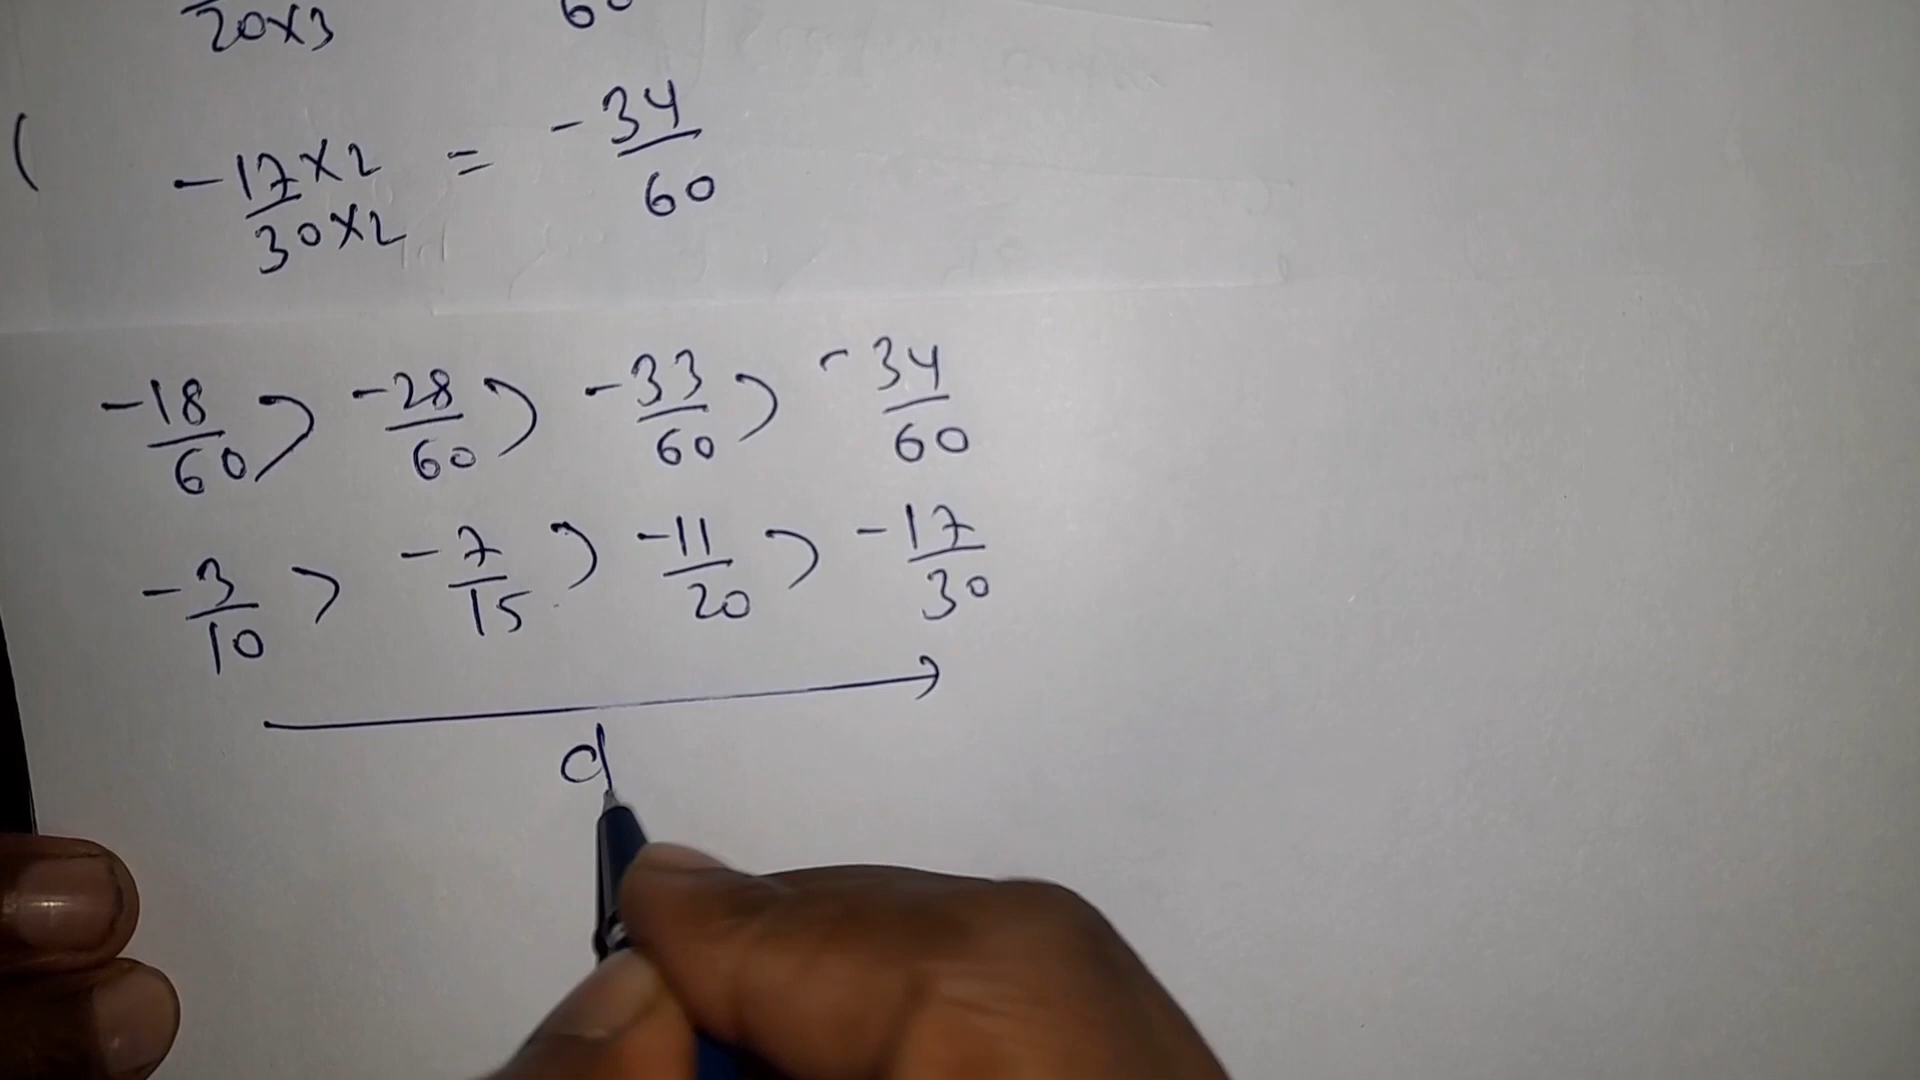 20×3 60
( -17×2/30×2 = -34/60
-18/60 > -28/60 > -33/60 > -34/60
-3/10 > -7/15 > -11/20 > -17/30
d